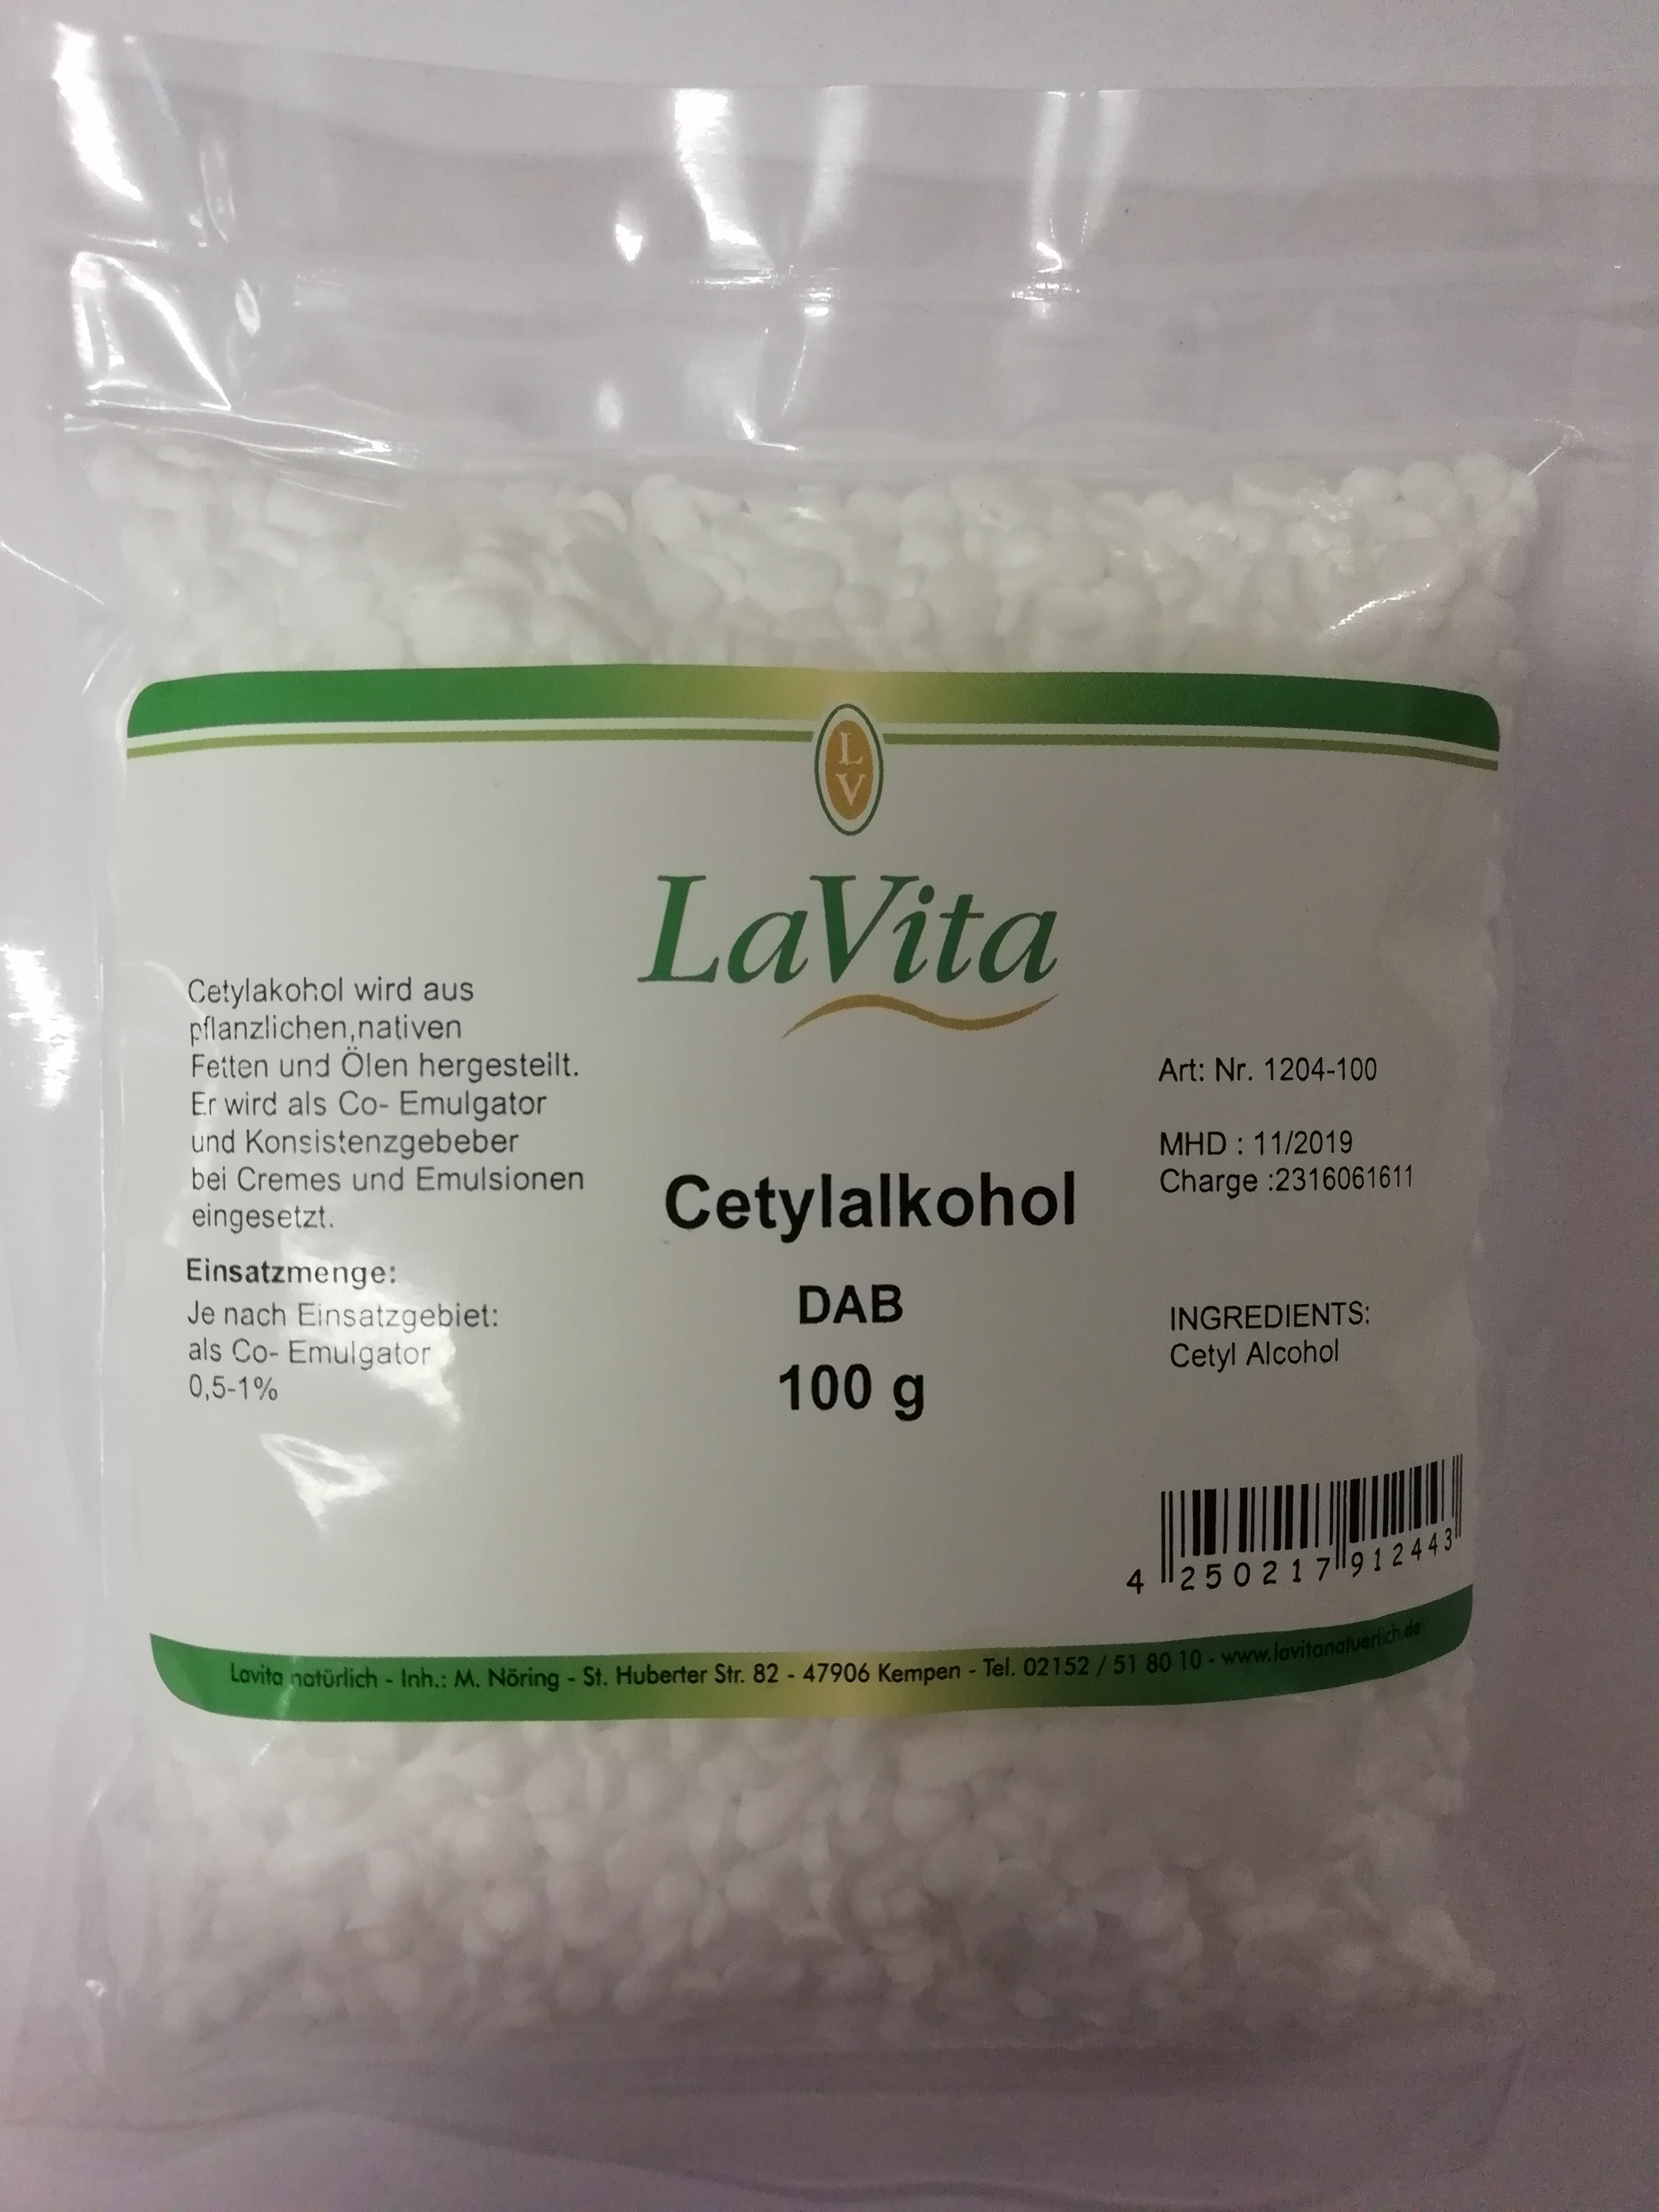 L
V
LaVita
Cetylakohol wird aus
pflanzlichen,nativen
Fetten und Ölen hergestellt.
Er wird als Co- Emulgator
und Konsistenzgebeber
bei Cremes und Emulsionen
eingesetzt.
Einsatzmenge:
Je nach Einsatzgebiet:
als Co- Emulgator
0,5-1%
Cetylalkohol
DAB
100 g
Art: Nr. 1204-100
MHD : 11/2019
Charge :2316061611
INGREDIENTS:
Cetyl Alcohol
4 250217 912443
Lavita natürlich - Inh.: M. Nöring - St. Huberter Str. 82 - 47906 Kempen - Tel. 02152 / 51 80 10 - www.lavitanatuerlich.de